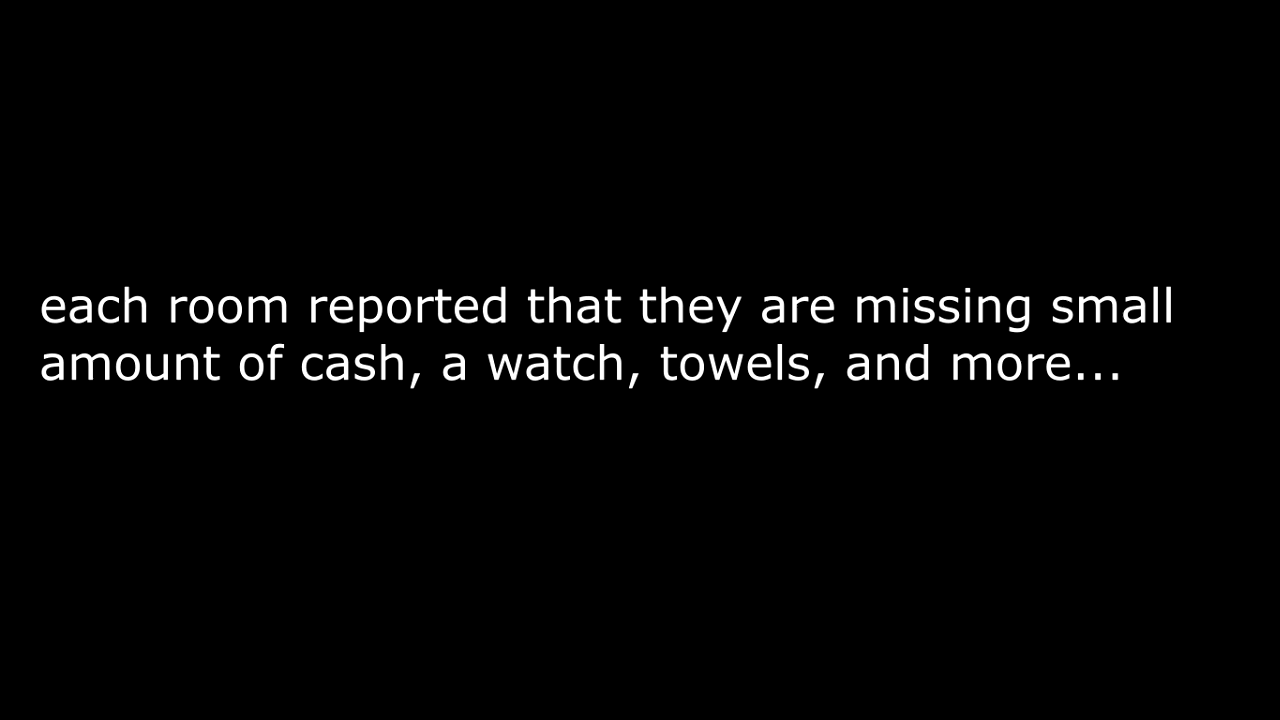 each room reported that they are missing small
amount of cash, a watch, towels, and more...